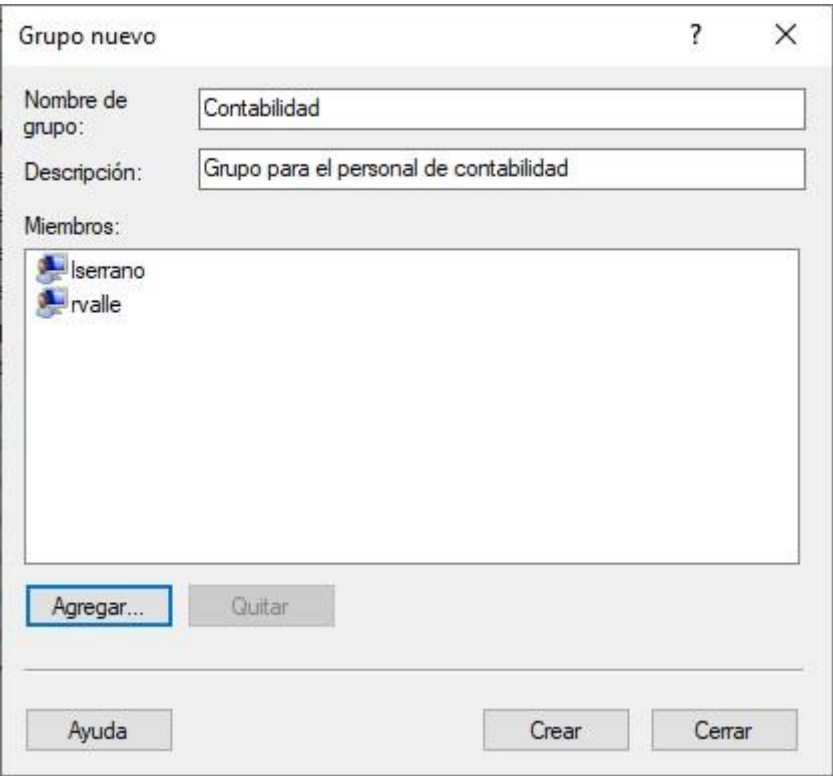 Grupo nuevo
Nombre de
grupo:
Contabilidad
Descripción:
Grupo para el personal de contabilidad
Miembros:
lserrano
rvalle
Agregar...
Quitar
Ayuda
Crear
Cerrar